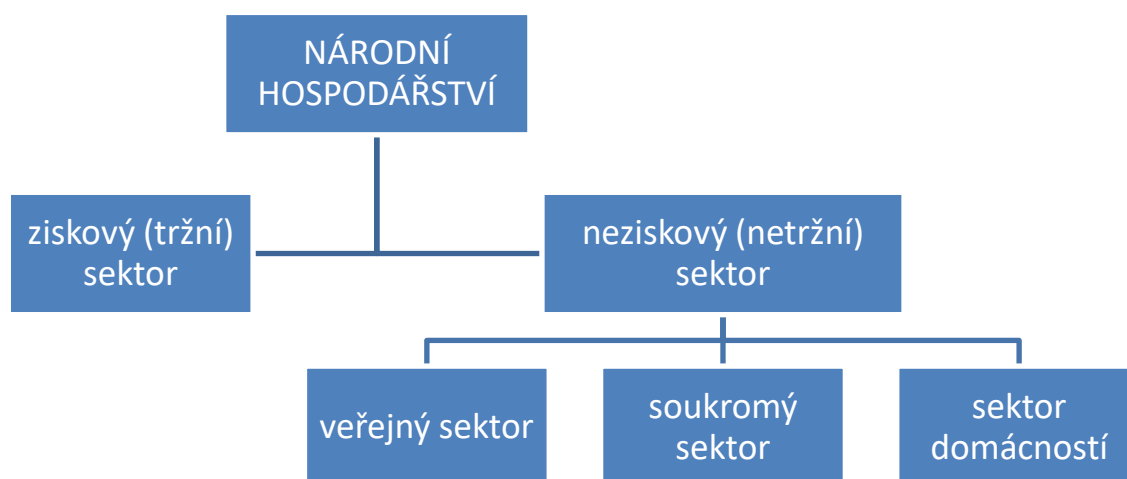 NÁRODNÍ
HOSPODÁŘSTVÍ
ziskový (tržní)
sektor
neziskový (netržní)
sektor
veřejný sektor
soukromý
sektor
sektor
domácností